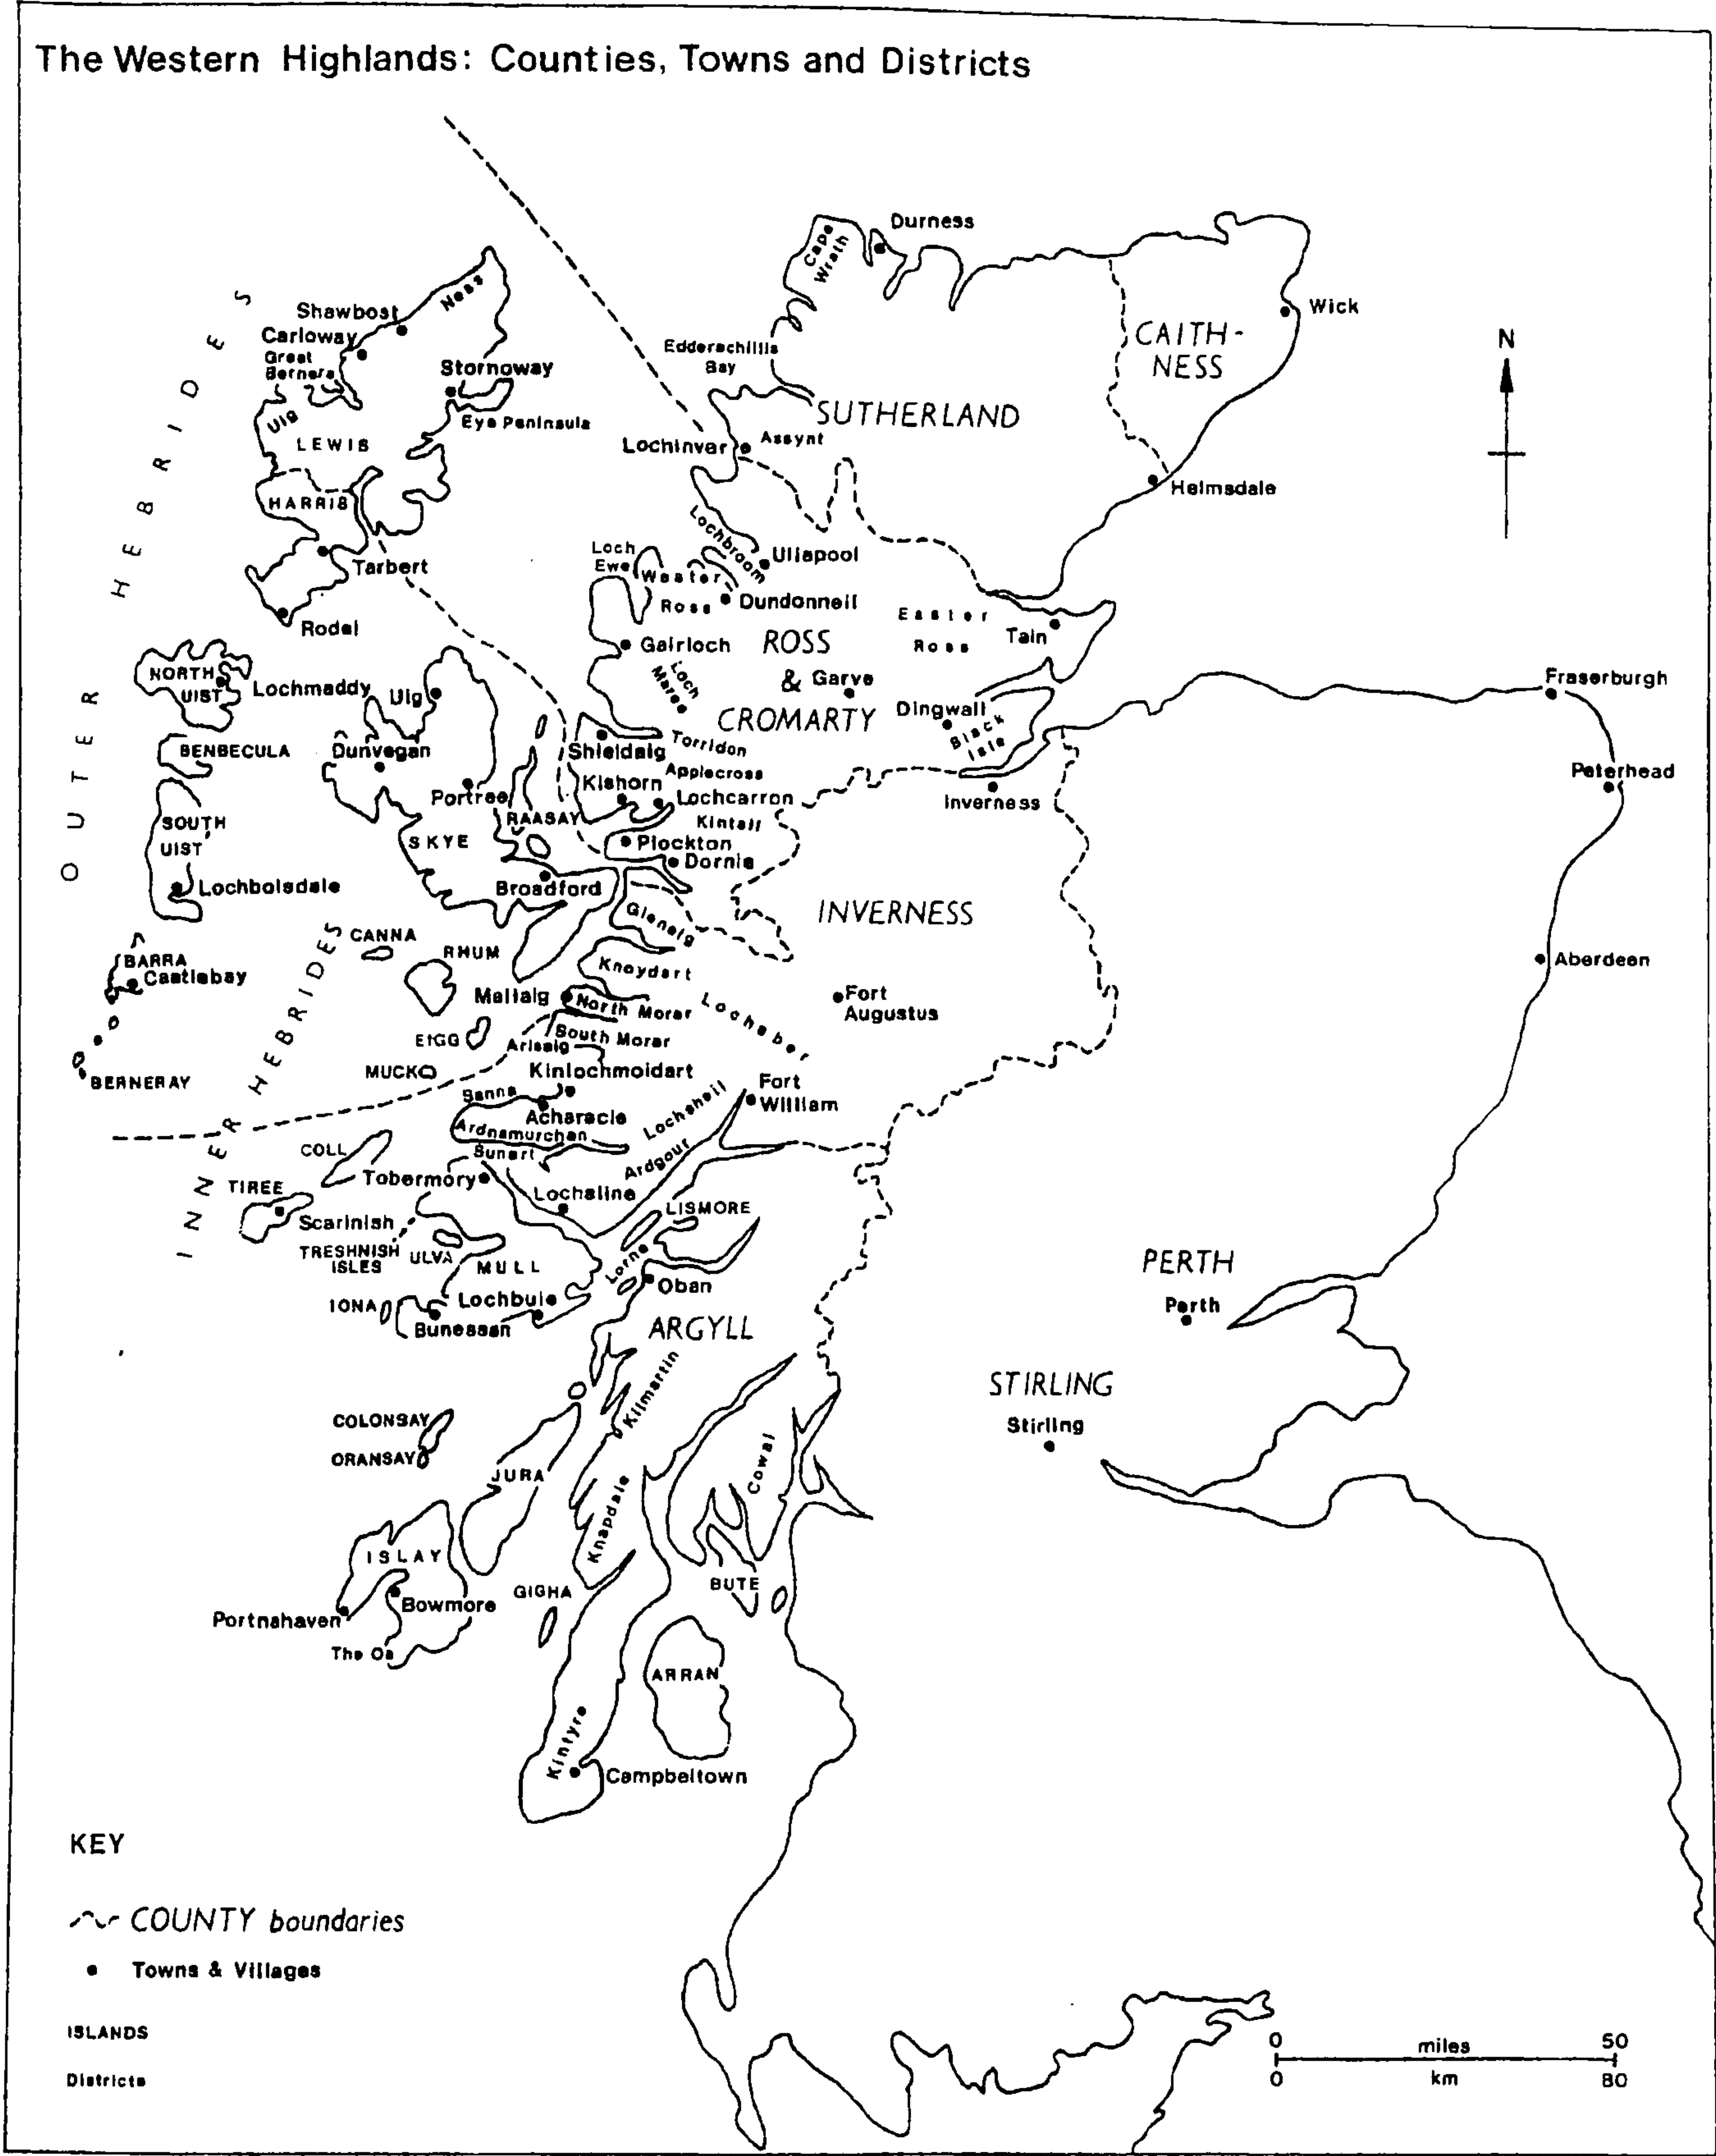 The Western Highlands: Counties, Towns and Districts
Durness
Cape
Wrath
Ness
Shawbost
Carloway
Great
Bernera
Stornoway
Uig
LEWIS
Eye Peninsula
HARRIS
Tarbert
Rodel
OUTER HEBRIDES
Edderachillis
Bay
SUTHERLAND
CAITH-
NESS
Wick
N
Lochinver
Assynt
Helmsdale
Lochbroom
Ullapool
Loch
Ewe
Wester
Ross
Dundonnell
Easter
Ross
Tain
Gairloch
ROSS
&
CROMARTY
Loch
Maree
Garve
Dingwall
Black
Isle
Fraserburgh
Peterhead
Inverness
NORTH
UIST
Lochmaddy
Uig
BENBECULA
Dunvegan
Shieldaig
Torridon
Applecross
Kishorn
Lochcarron
Portree
RAASAY
Kintail
SOUTH
UIST
SKYE
Plockton
Dornie
Lochboisdale
Broadford
Glenelg
INVERNESS
CANNA
RHUM
Knoydart
BARRA
Castlebay
Mallaig
North Morar
Lochaber
Fort
Augustus
Aberdeen
EIGG
South Morar
Arisaig
MUCK
Kinlochmoidart
BERNERAY
INNER HEBRIDES
Sanna
Acharacle
Ardnamurchan
Lochsheil
Fort
William
COLL
Sunart
Ardgour
Tobermory
TIREE
Lochaline
LISMORE
Scarinish
TRESHNISH
ISLES
ULVA
MULL
Lorne
Oban
PERTH
Perth
IONA
Lochbuie
Bunessan
ARGYLL
STIRLING
Stirling
Kilmartin
COLONSAY
ORANSAY
JURA
Cowal
Knapdale
ISLAY
GIGHA
BUTE
Portnahaven
Bowmore
The Oa
ARRAN
Kintyre
Campbeltown
KEY
COUNTY boundaries
Towns & Villages
ISLANDS
Districts
0 miles 50
0 km 80